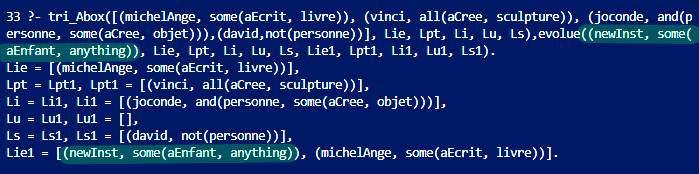 33 ?- tri_Abox([(michelAnge, some(aEcrit, livre)), (vinci, all(aCree, sculpture)), (joconde, and(p
ersonne, some(aCree, objet))),(david,not(personne))], Lie, Lpt, Li, Lu, Ls),evolue((newInst, some(
aEnfant, anything)), Lie, Lpt, Li, Lu, Ls, Lie1, Lpt1, Li1, Lu1, Ls1).
Lie = [(michelAnge, some(aEcrit, livre))],
Lpt = Lpt1, Lpt1 = [(vinci, all(aCree, sculpture))],
Li = Li1, Li1 = [(joconde, and(personne, some(aCree, objet)))],
Lu = Lu1, Lu1 = [],
Ls = Ls1, Ls1 = [(david, not(personne))],
Lie1 = [(newInst, some(aEnfant, anything)), (michelAnge, some(aEcrit, livre))].